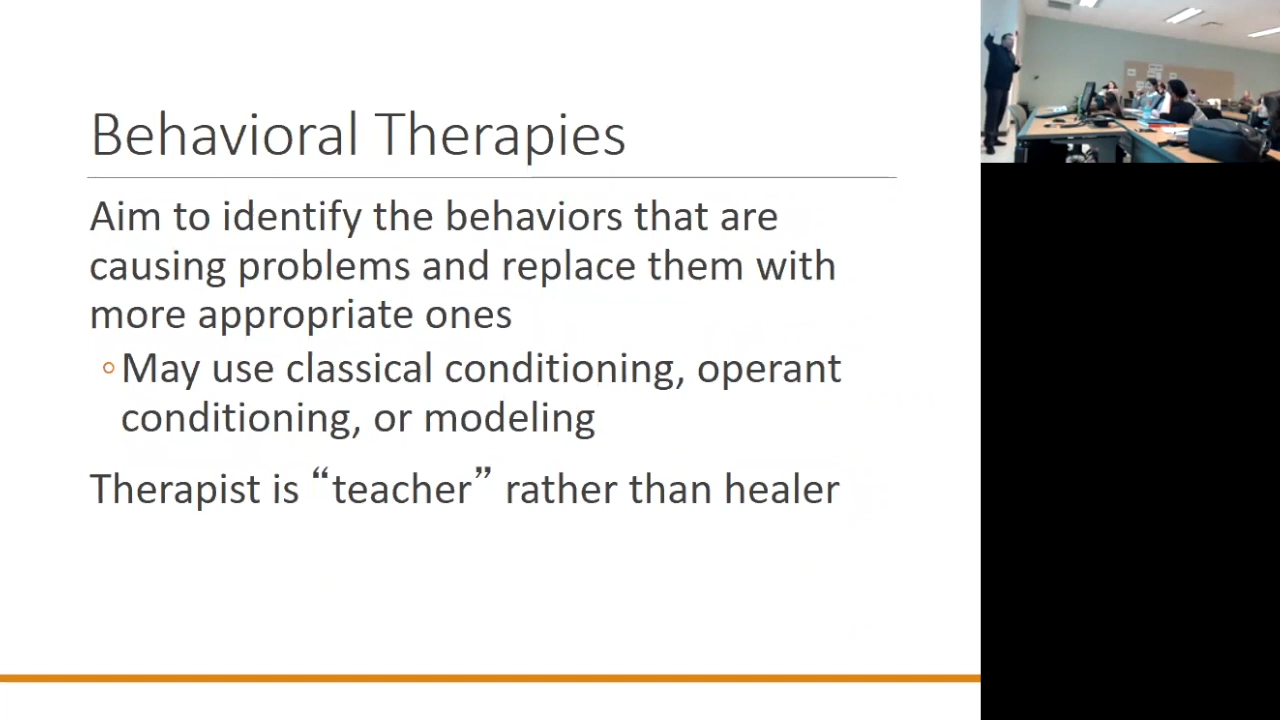 Behavioral Therapies
Aim to identify the behaviors that are
causing problems and replace them with
more appropriate ones
◦May use classical conditioning, operant
conditioning, or modeling
Therapist is “teacher” rather than healer